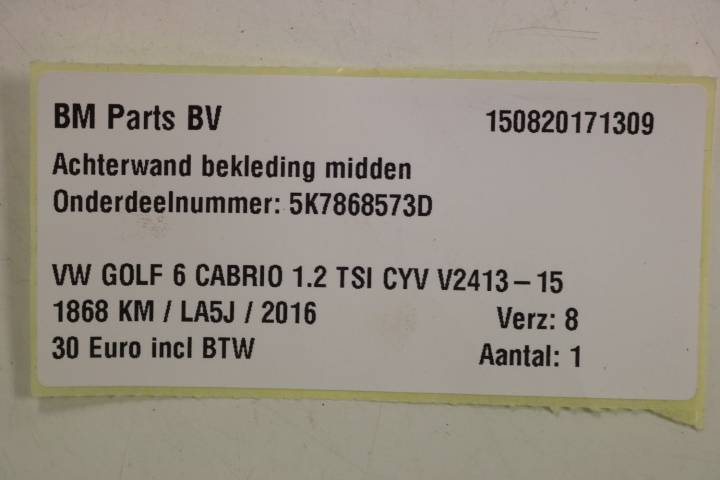 BM Parts BV 150820171309
Achterwand bekleding midden
Onderdeelnummer: 5K7868573D
VW GOLF 6 CABRIO 1.2 TSI CYV V2413-15
1868 KM / LA5J / 2016 Verz: 8
30 Euro incl BTW Aantal: 1